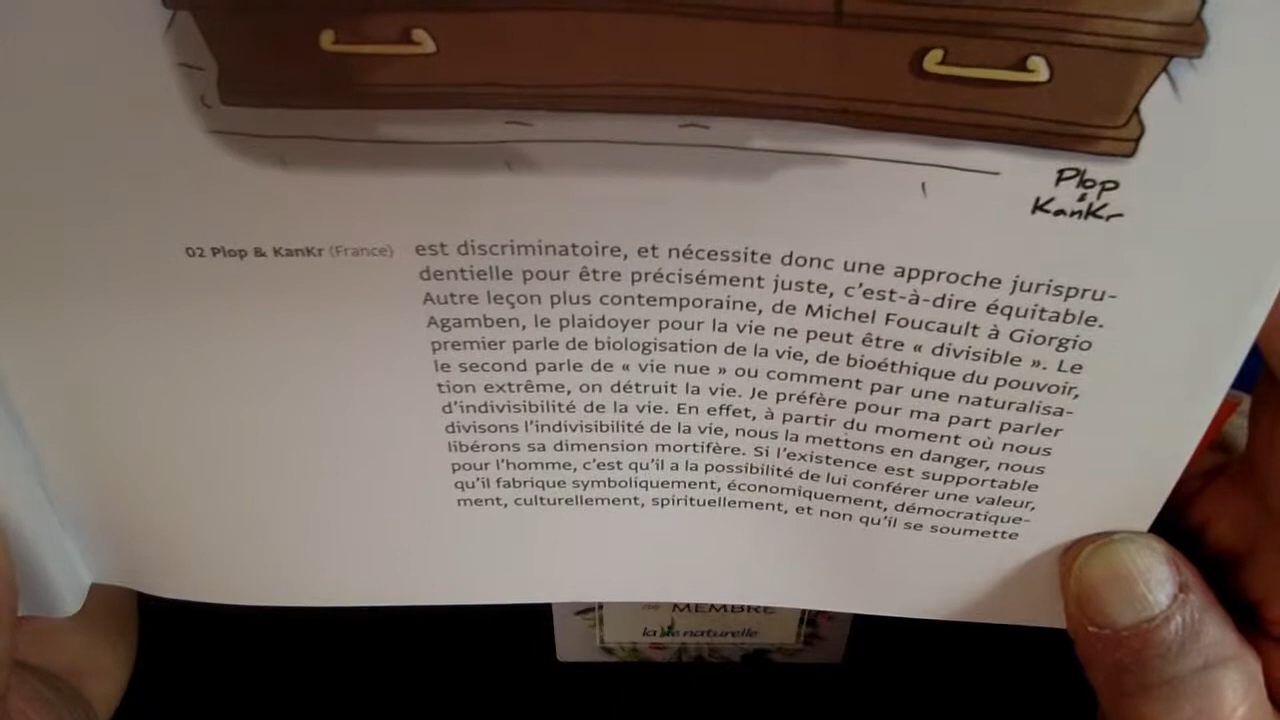 Plop
&
KanKr
02 Plop & KanKr (France)
est discriminatoire, et nécessite donc une approche jurispru-
dentielle pour être précisément juste, c'est-à-dire équitable.
Autre leçon plus contemporaine, de Michel Foucault à Giorgio
Agamben, le plaidoyer pour la vie ne peut être « divisible ». Le
premier parle de biologisation de la vie, de bioéthique du pouvoir,
le second parle de « vie nue » ou comment par une naturalisa-
tion extrême, on détruit la vie. Je préfère pour ma part parler
d'indivisibilité de la vie. En effet, à partir du moment où nous
divisons l'indivisibilité de la vie, nous la mettons en danger, nous
libérons sa dimension mortifère. Si l'existence est supportable
pour l'homme, c'est qu'il a la possibilité de lui conférer une valeur,
qu'il fabrique symboliquement, économiquement, démocratique-
ment, culturellement, spirituellement, et non qu'il se soumette
de MEMBRE
la vie naturelle